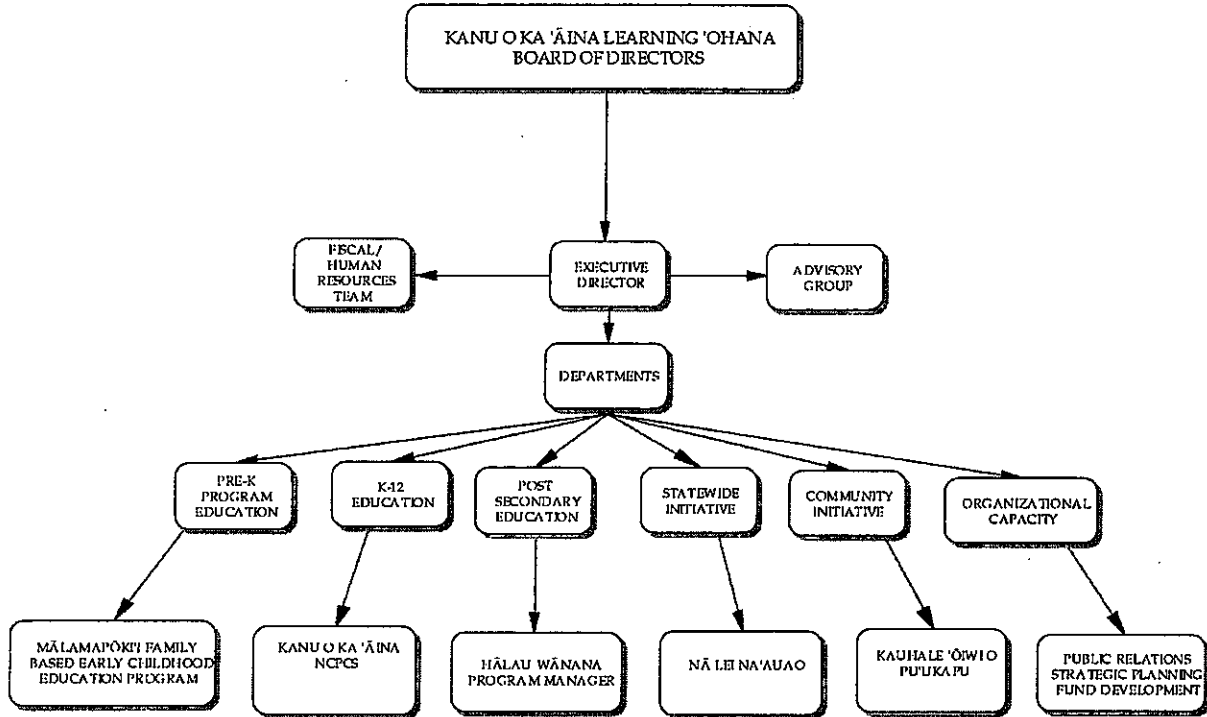 KANU O KA 'ĀINA LEARNING 'OHANA
BOARD OF DIRECTORS
FISCAL/
HUMAN
RESOURCES
TEAM
EXECUTIVE
DIRECTOR
ADVISORY
GROUP
DEPARTMENTS
PRE-K
PROGRAM
EDUCATION
K-12
EDUCATION
POST
SECONDARY
EDUCATION
STATEWIDE
INITIATIVE
COMMUNITY
INITIATIVE
ORGANIZATIONAL
CAPACITY
MĀLAMAPŌKI'I FAMILY
BASED EARLY CHILDHOOD
EDUCATION PROGRAM
KANU O KA 'ĀINA
NCPCS
HĀLAU WĀNANA
PROGRAM MANAGER
NĀ LEI NA'AUAO
KAUHALE 'ŌIWI O
PU'UKAPU
PUBLIC RELATIONS
STRATEGIC PLANNING
FUND DEVELOPMENT